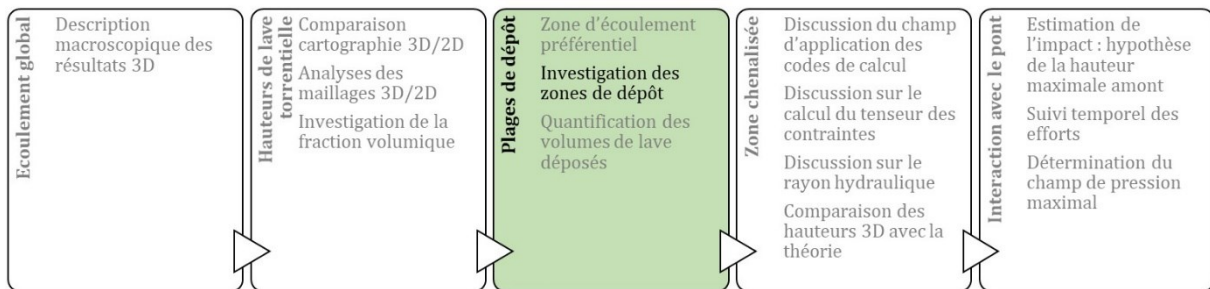 Ecoulement global
Description
macroscopique des
résultats 3D
Hauteurs de lave
torrentielle
Comparaison
cartographie 3D/2D
Analyses des
maillages 3D/2D
Investigation de la
fraction volumique
Plages de dépôt
Zone d'écoulement
préférentiel
Investigation des
zones de dépôt
Quantification des
volumes de lave
déposés
Zone chenalisée
Discussion du champ
d'application des
codes de calcul
Discussion sur le
calcul du tenseur des
contraintes
Discussion sur le
rayon hydraulique
Comparaison des
hauteurs 3D avec la
théorie
Interaction avec le pont
Estimation de
l'impact : hypothèse
de la hauteur
maximale amont
Suivi temporel des
efforts
Détermination du
champ de pression
maximal